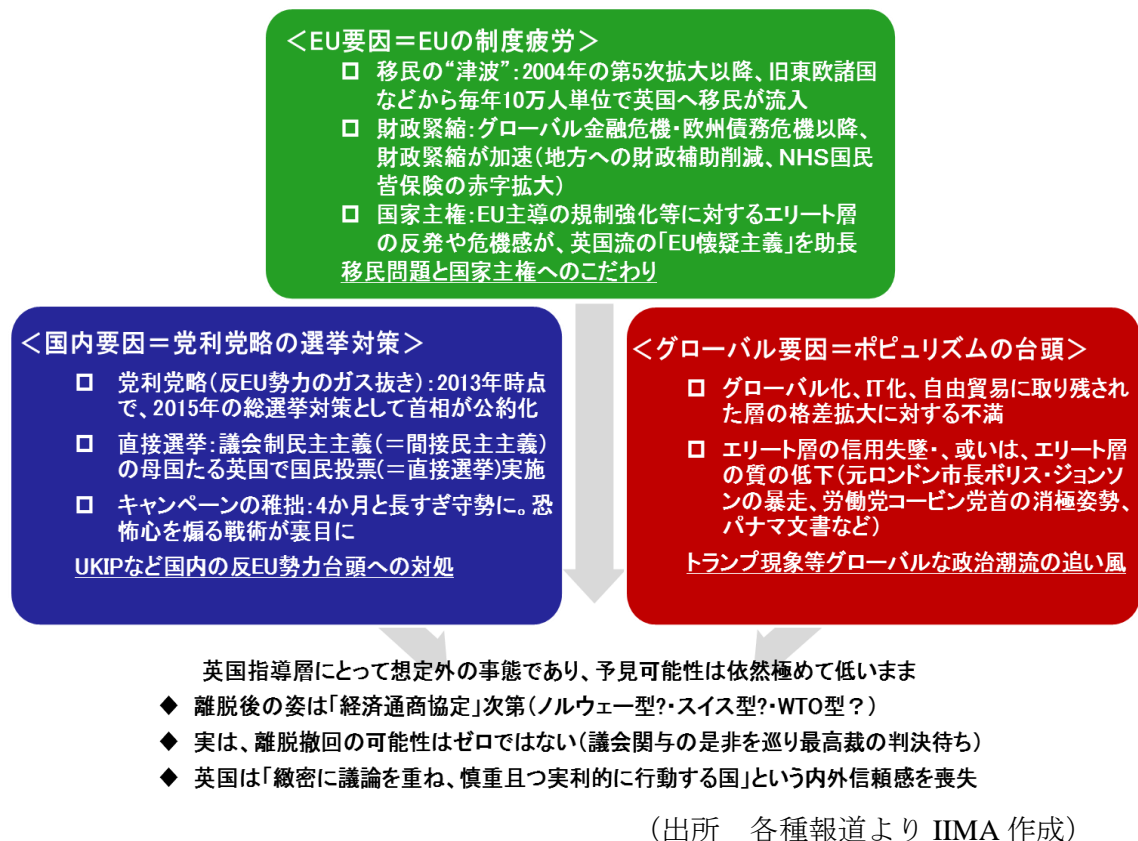 ＜EU要因＝EUの制度疲労＞
□ 移民の“津波”：2004年の第5次拡大以降、旧東欧諸国
などから毎年10万人単位で英国へ移民が流入
□ 財政緊縮：グローバル金融危機・欧州債務危機以降、
財政緊縮が加速（地方への財政補助削減、NHS国民
皆保険の赤字拡大）
□ 国家主権：EU主導の規制強化等に対するエリート層
の反発や危機感が、英国流の「EU懐疑主義」を助長
移民問題と国家主権へのこだわり
＜国内要因＝党利党略の選挙対策＞
□ 党利党略（反EU勢力のガス抜き）：2013年時点
で、2015年の総選挙対策として首相が公約化
□ 直接選挙：議会制民主主義（＝間接民主主義）
の母国たる英国で国民投票（＝直接選挙）実施
□ キャンペーンの稚拙：4か月と長すぎ守勢に。恐
怖心を煽る戦術が裏目に
UKIPなど国内の反EU勢力台頭への対処
＜グローバル要因＝ポピュリズムの台頭＞
□ グローバル化、IT化、自由貿易に取り残され
た層の格差拡大に対する不満
□ エリート層の信用失墜・、或いは、エリート層
の質の低下（元ロンドン市長ボリス・ジョンソ
ンの暴走、労働党コービン党首の消極姿勢、
パナマ文書など）
トランプ現象等グローバルな政治潮流の追い風
英国指導層にとって想定外の事態であり、予見可能性は依然極めて低いまま
◆ 離脱後の姿は「経済通商協定」次第（ノルウェー型?・スイス型?・WTO型？）
◆ 実は、離脱撤回の可能性はゼロではない（議会関与の是非を巡り最高裁の判決待ち）
◆ 英国は「緻密に議論を重ね、慎重且つ実利的に行動する国」という内外信頼感を喪失
（出所　各種報道より IIMA 作成）